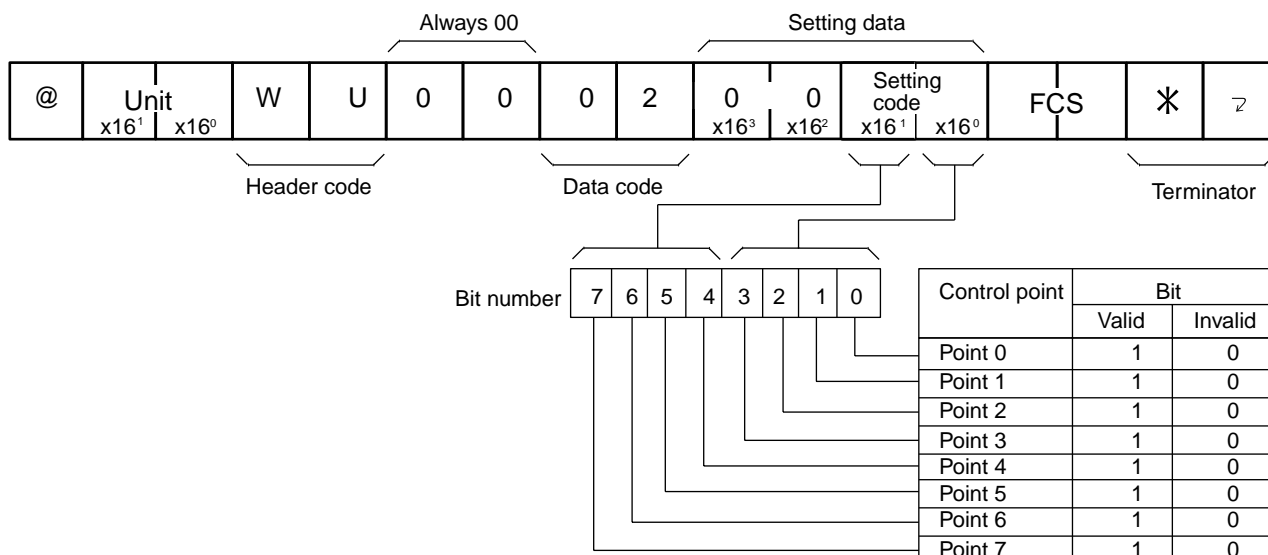 Always 00 Setting data
@ Unit W U 0 0 0 2 0 0 Setting code FCS * ↵
x16¹ x16⁰ x16³ x16² x16¹ x16⁰
Header code Data code Terminator
Bit number 7 6 5 4 3 2 1 0
Control point Bit
Valid Invalid
Point 0 1 0
Point 1 1 0
Point 2 1 0
Point 3 1 0
Point 4 1 0
Point 5 1 0
Point 6 1 0
Point 7 1 0